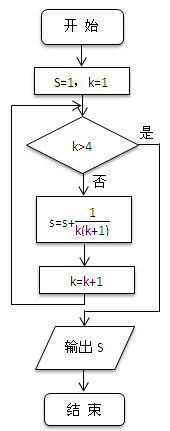 开 始
S=1，k=1
k>4
是
否
s=s+1/k(k+1)
k=k+1
输出 S
结 束